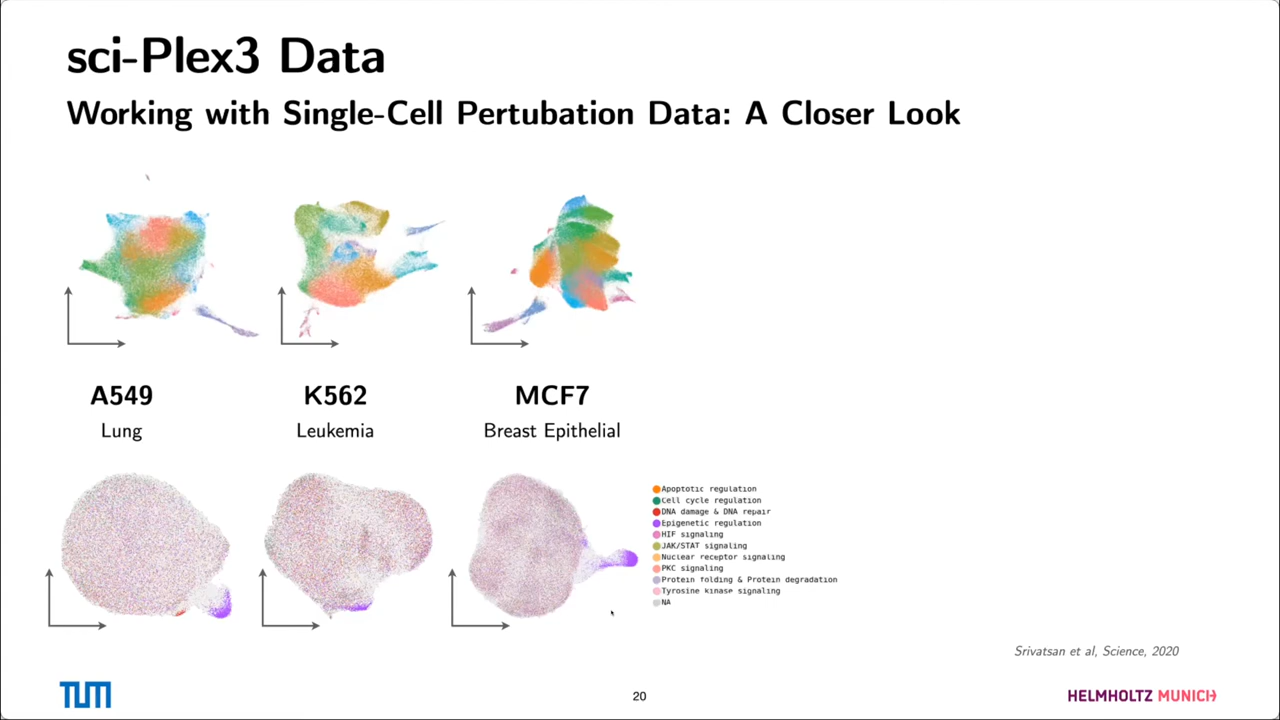 sci-Plex3 Data
Working with Single-Cell Pertubation Data: A Closer Look
A549
Lung
K562
Leukemia
MCF7
Breast Epithelial
Apoptotic regulation
Cell cycle regulation
DNA damage & DNA repair
Epigenetic regulation
HIF signaling
JAK/STAT signaling
Nuclear receptor signaling
PKC signaling
Protein folding & Protein degradation
Tyrosine kinase signaling
NA
Srivatsan et al, Science, 2020
TUM
20
HELMHOLTZ MUNICH